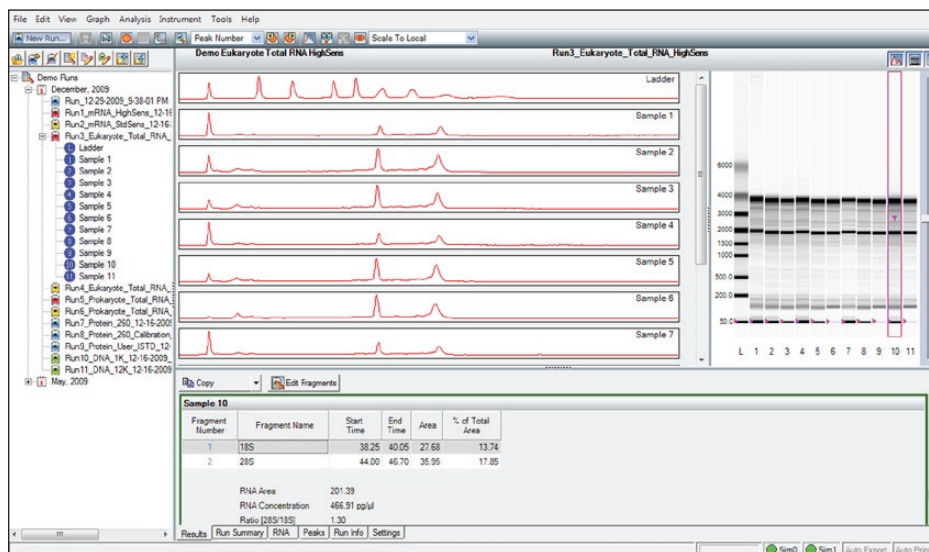 File Edit View Graph Analysis Instrument Tools Help
New Run... Peak Number Scale To Local
Demo Eukaryote Total RNA HighSens Run3_Eukaryote_Total_RNA_HighSens
Demo Runs
December, 2009
Run_12-29-2009_9-38-01 PM
Run1_mRNA_HighSens_12-16
Run2_mRNA_StdSens_12-16-
Run3_Eukaryote_Total_RNA_
Ladder
Sample 1
Sample 2
Sample 3
Sample 4
Sample 5
Sample 6
Sample 7
Sample 8
Sample 9
Sample 10
Sample 11
Run4_Eukaryote_Total_RNA_
Run5_Prokaryote_Total_RNA_
Run6_Prokaryote_Total_RNA_
Run7_Protein_260_12-16-2009
Run8_Protein_260_Calibration_
Run9_Protein_User_ISTD_12-
Run10_DNA_1K_12-16-2009_
Run11_DNA_12K_12-16-2009
May, 2009
Ladder
Sample 1
Sample 2
Sample 3
Sample 4
Sample 5
Sample 6
Sample 7
6000
4000
3000
2000
1500
1000
500.0
200.0
50.0
L 1 2 3 4 5 6 7 8 9 10 11
Copy Edit Fragments
Sample 10
Fragment Number Fragment Name Start Time End Time Area % of Total Area
1 18S 38.25 40.05 27.68 13.74
2 28S 44.00 46.70 35.95 17.85
RNA Area 201.39
RNA Concentration 466.91 pg/µl
Ratio [28S/18S] 1.30
Results Run Summary RNA Peaks Run Info Settings
Sim0 Sim1 Auto Export Auto Prin